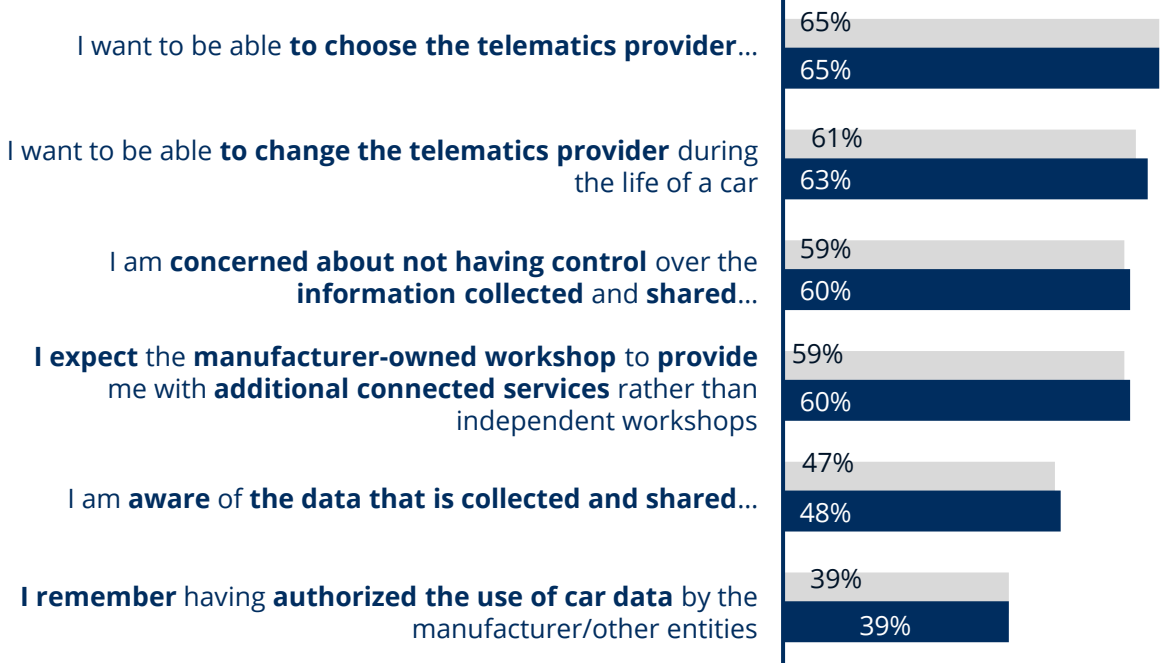 I want to be able to choose the telematics provider…
65%
65%
I want to be able to change the telematics provider during
the life of a car
61%
63%
I am concerned about not having control over the
information collected and shared…
59%
60%
I expect the manufacturer-owned workshop to provide
me with additional connected services rather than
independent workshops
59%
60%
I am aware of the data that is collected and shared…
47%
48%
I remember having authorized the use of car data by the
manufacturer/other entities
39%
39%